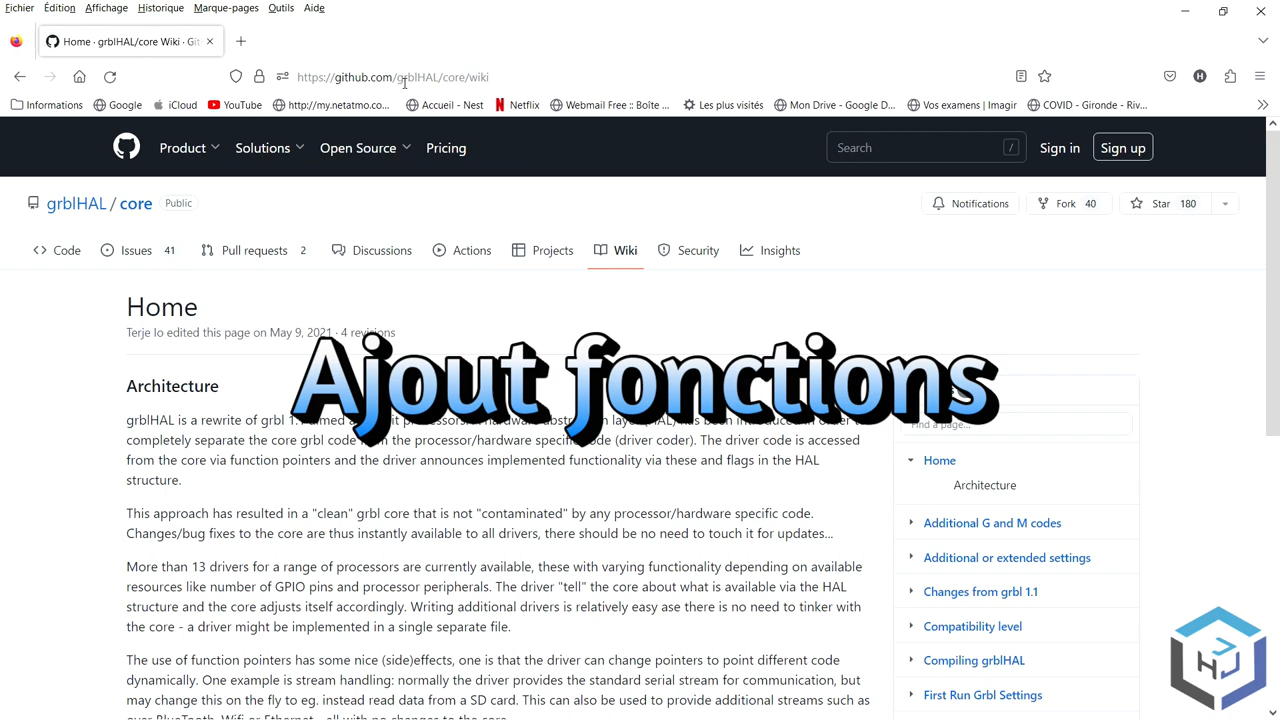 Fichier Édition Affichage Historique Marque-pages Outils Aide
Home · grblHAL/core Wiki · Git
https://github.com/grblHAL/core/wiki
Informations Google iCloud YouTube http://my.netatmo.co... Accueil - Nest Netflix Webmail Free :: Boîte ... Les plus visités Mon Drive - Google D... Vos examens | Imagir COVID - Gironde - Riv...
Product Solutions Open Source Pricing Search / Sign in Sign up
grblHAL / core Public Notifications Fork 40 Star 180
Code Issues 41 Pull requests 2 Discussions Actions Projects Wiki Security Insights
Home
Terje Io edited this page on May 9, 2021 · 4 revisions
Ajout fonctions
Architecture
grblHAL is a rewrite of grbl 1.1
completely separate the core grbl code from the processor/hardware specific code (driver coder). The driver code is accessed
from the core via function pointers and the driver announces implemented functionality via these and flags in the HAL
structure.
This approach has resulted in a "clean" grbl core that is not "contaminated" by any processor/hardware specific code.
Changes/bug fixes to the core are thus instantly available to all drivers, there should be no need to touch it for updates...
More than 13 drivers for a range of processors are currently available, these with varying functionality depending on available
resources like number of GPIO pins and processor peripherals. The driver "tell" the core about what is available via the HAL
structure and the core adjusts itself accordingly. Writing additional drivers is relatively easy ase there is no need to tinker with
the core - a driver might be implemented in a single separate file.
The use of function pointers has some nice (side)effects, one is that the driver can change pointers to point different code
dynamically. One example is stream handling: normally the driver provides the standard serial stream for communication, but
may change this on the fly to eg. instead read data from a SD card. This can also be used to provide additional streams such as
over BlueTooth, Wifi or Ethernet - all with no changes to the core.
Find a page...
Home
Architecture
Additional G and M codes
Additional or extended settings
Changes from grbl 1.1
Compatibility level
Compiling grblHAL
First Run Grbl Settings
HJ